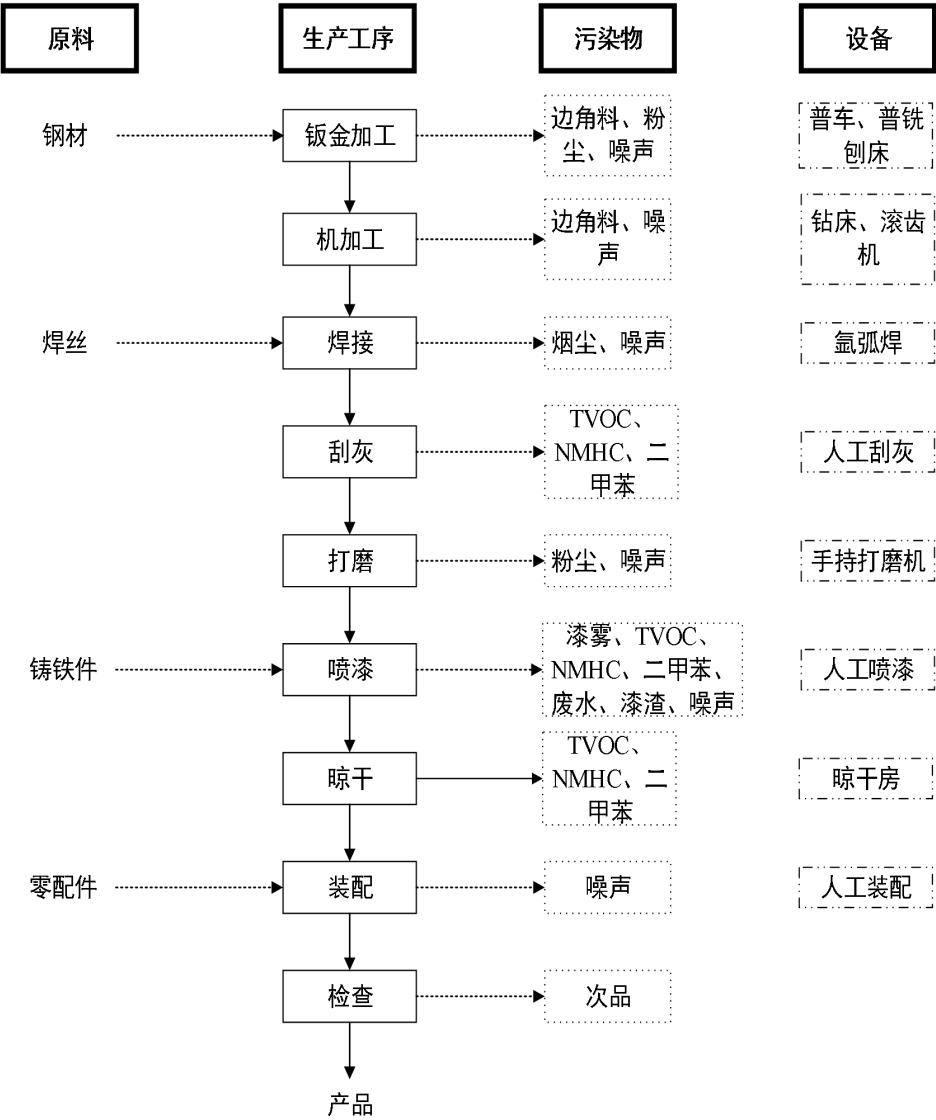 原料
生产工序
污染物
设备
钢材
钣金加工
边角料、粉
尘、噪声
普车、普铣
刨床
机加工
边角料、噪
声
钻床、滚齿
机
焊丝
焊接
烟尘、噪声
氩弧焊
刮灰
TVOC、
NMHC、二
甲苯
人工刮灰
打磨
粉尘、噪声
手持打磨机
铸铁件
喷漆
漆雾、TVOC、
NMHC、二甲苯、
废水、漆渣、噪声
人工喷漆
晾干
TVOC、
NMHC、二
甲苯
晾干房
零配件
装配
噪声
人工装配
检查
次品
产品